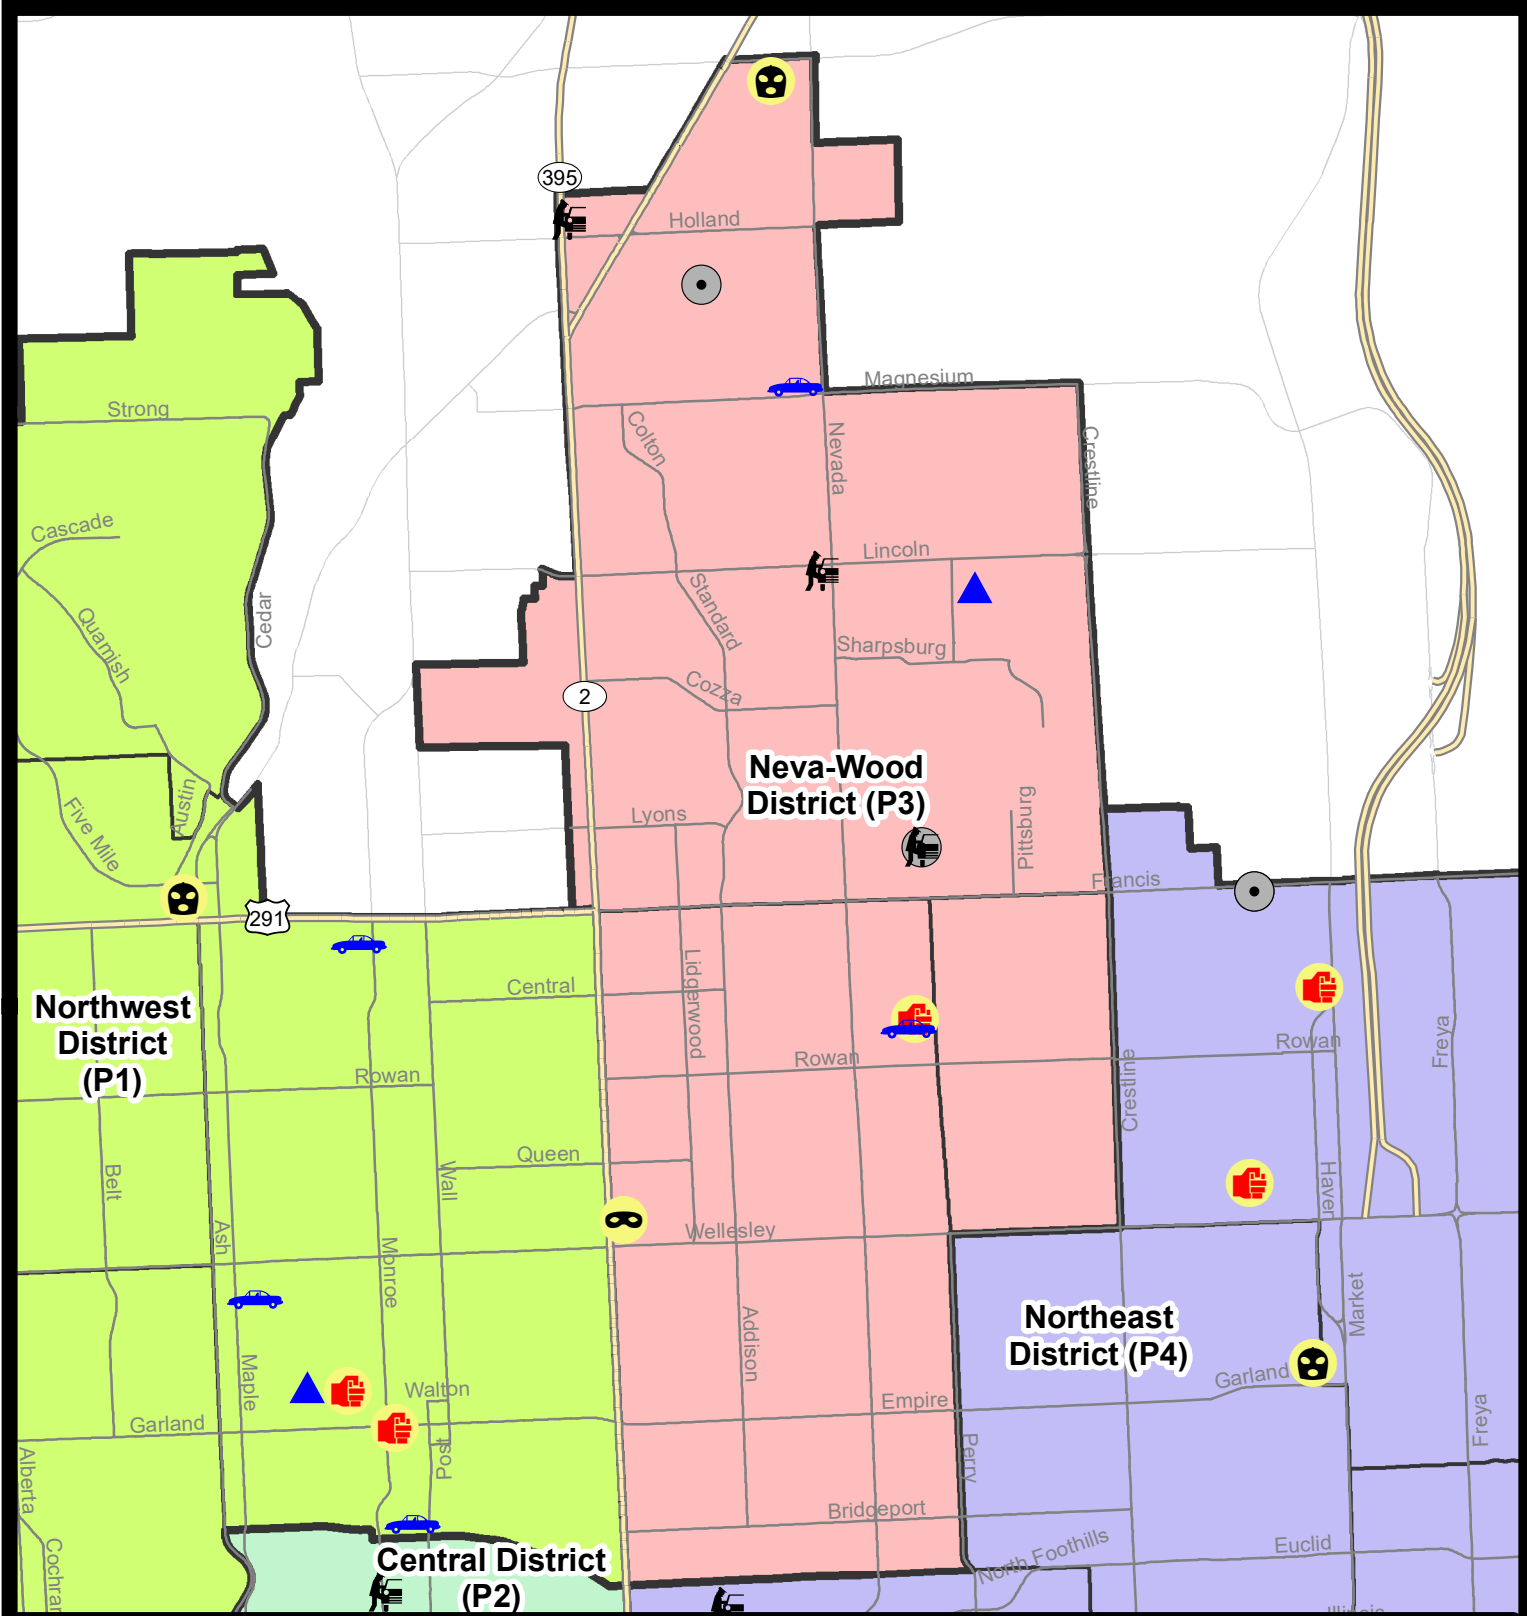 395
Holland
Magnesium
Strong
Colton
Nevada
Crestline
Cascade
Lincoln
Quamish
Cedar
Standard
Sharpsburg
Cozza
2
Neva-Wood
District (P3)
Five Mile
Austin
Lyons
Pittsburg
Francis
291
Northwest
District
(P1)
Central
Lidgerwood
Rowan
Rowan
Rowan
Freya
Crestline
Belt
Wall
Queen
Haven
Ash
Monroe
Wellesley
Market
Addison
Northeast
District (P4)
Maple
Walton
Garland
Garland
Empire
Freya
Alberta
Post
Perry
Bridgeport
Cochran
Central District
(P2)
North Foothills
Euclid